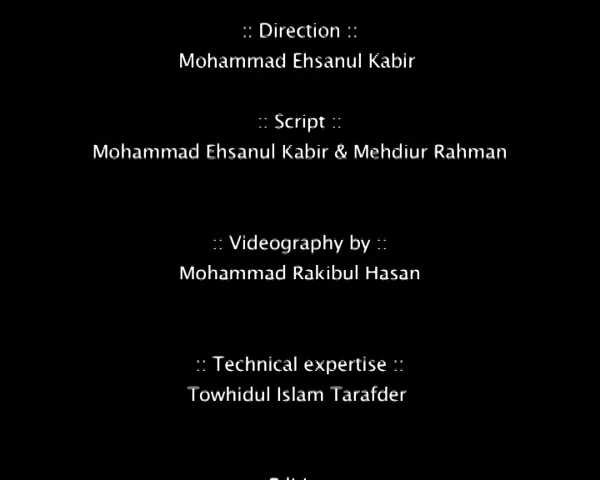 :: Direction ::
Mohammad Ehsanul Kabir
:: Script ::
Mohammad Ehsanul Kabir & Mehdiur Rahman
:: Videography by ::
Mohammad Rakibul Hasan
:: Technical expertise ::
Towhidul Islam Tarafder